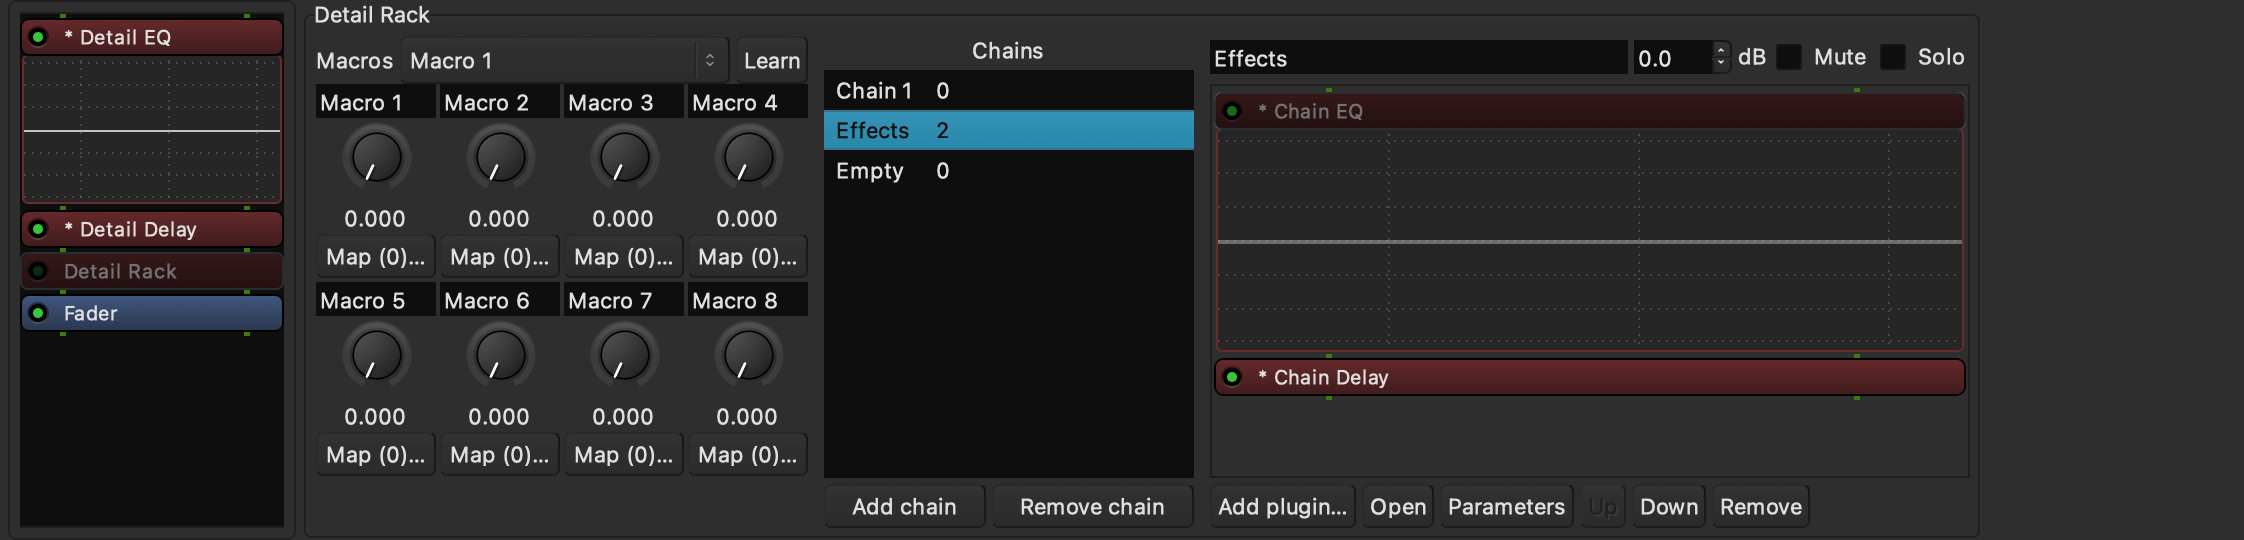 * Detail EQ
* Detail Delay
Detail Rack
Fader
Detail Rack
Macros Macro 1 Learn
Macro 1 Macro 2 Macro 3 Macro 4
0.000 0.000 0.000 0.000
Map (0)... Map (0)... Map (0)... Map (0)...
Macro 5 Macro 6 Macro 7 Macro 8
0.000 0.000 0.000 0.000
Map (0)... Map (0)... Map (0)... Map (0)...
Chains
Chain 1 0
Effects 2
Empty 0
Add chain Remove chain
Effects 0.0 dB Mute Solo
* Chain EQ
* Chain Delay
Add plugin... Open Parameters Up Down Remove